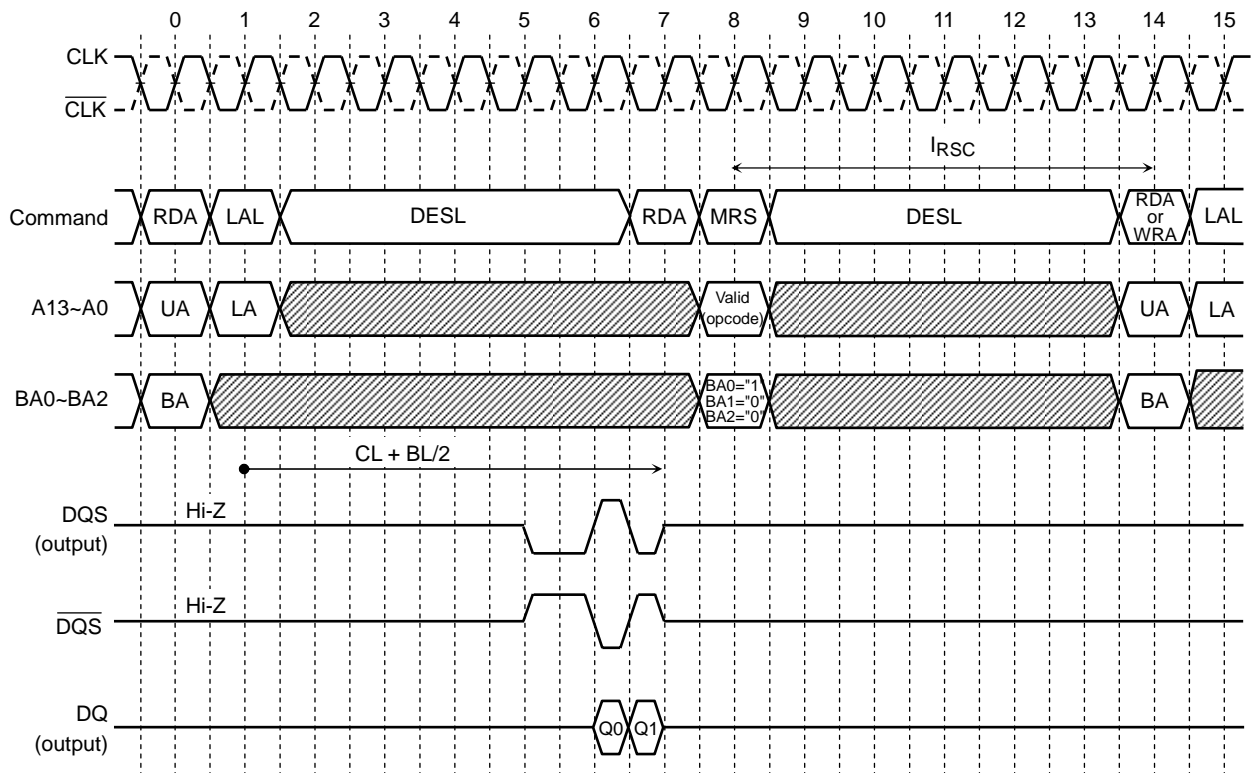 0 1 2 3 4 5 6 7 8 9 10 11 12 13 14 15
CLK
CLK
IRSC
Command RDA LAL DESL RDA MRS DESL RDA or WRA LAL
A13~A0 UA LA Valid (opcode) UA LA
BA0~BA2 BA BA0="1" BA1="0" BA2="0" BA
CL + BL/2
DQS (output) Hi-Z
DQS Hi-Z
DQ (output) Q0 Q1